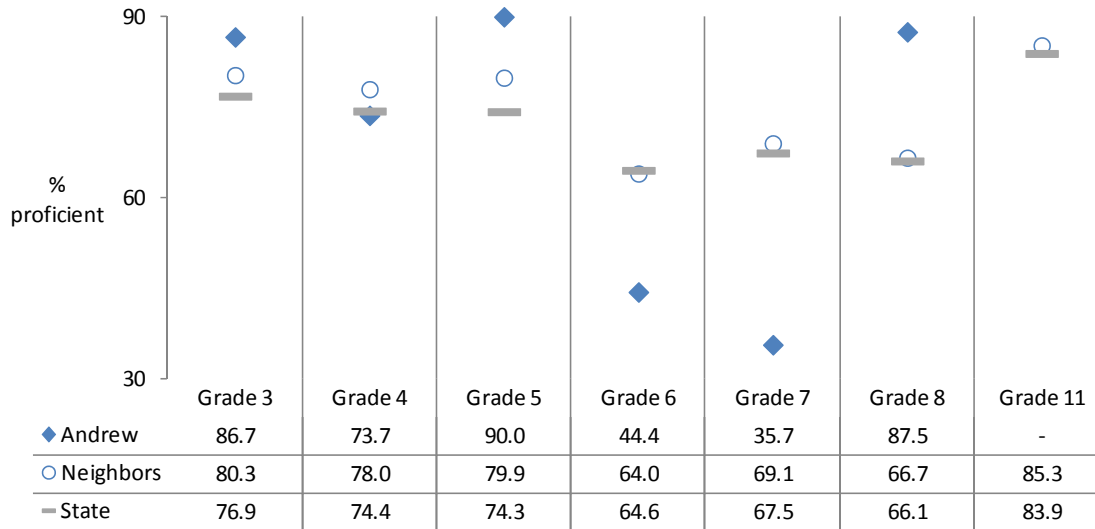 90
60
30
%
proficient
Grade 3 Grade 4 Grade 5 Grade 6 Grade 7 Grade 8 Grade 11
Andrew 86.7 73.7 90.0 44.4 35.7 87.5 -
Neighbors 80.3 78.0 79.9 64.0 69.1 66.7 85.3
State 76.9 74.4 74.3 64.6 67.5 66.1 83.9